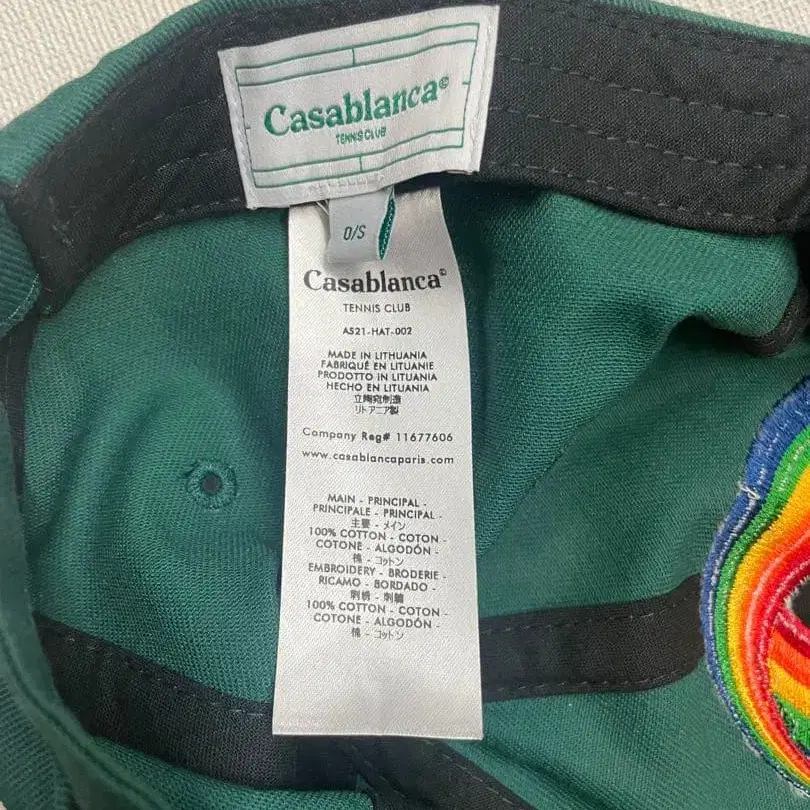 Casablanca©
TENNIS CLUB
O/S
Casablanca©
TENNIS CLUB
AS21-HAT-002
MADE IN LITHUANIA
FABRIQUÉ EN LITUANIE
PRODOTTO IN LITUANIA
HECHO EN LITUANIA
立陶宛制造
リトアニア製
Company Reg# 11677606
www.casablancaparis.com
MAIN - PRINCIPAL -
PRINCIPALE - PRINCIPAL -
主要 - メイン
100% COTTON - COTON -
COTONE - ALGODÓN -
棉 - コットン
EMBROIDERY - BRODERIE -
RICAMO - BORDADO -
刺绣 - 刺繍
100% COTTON - COTON -
COTONE - ALGODÓN -
棉 - コットン